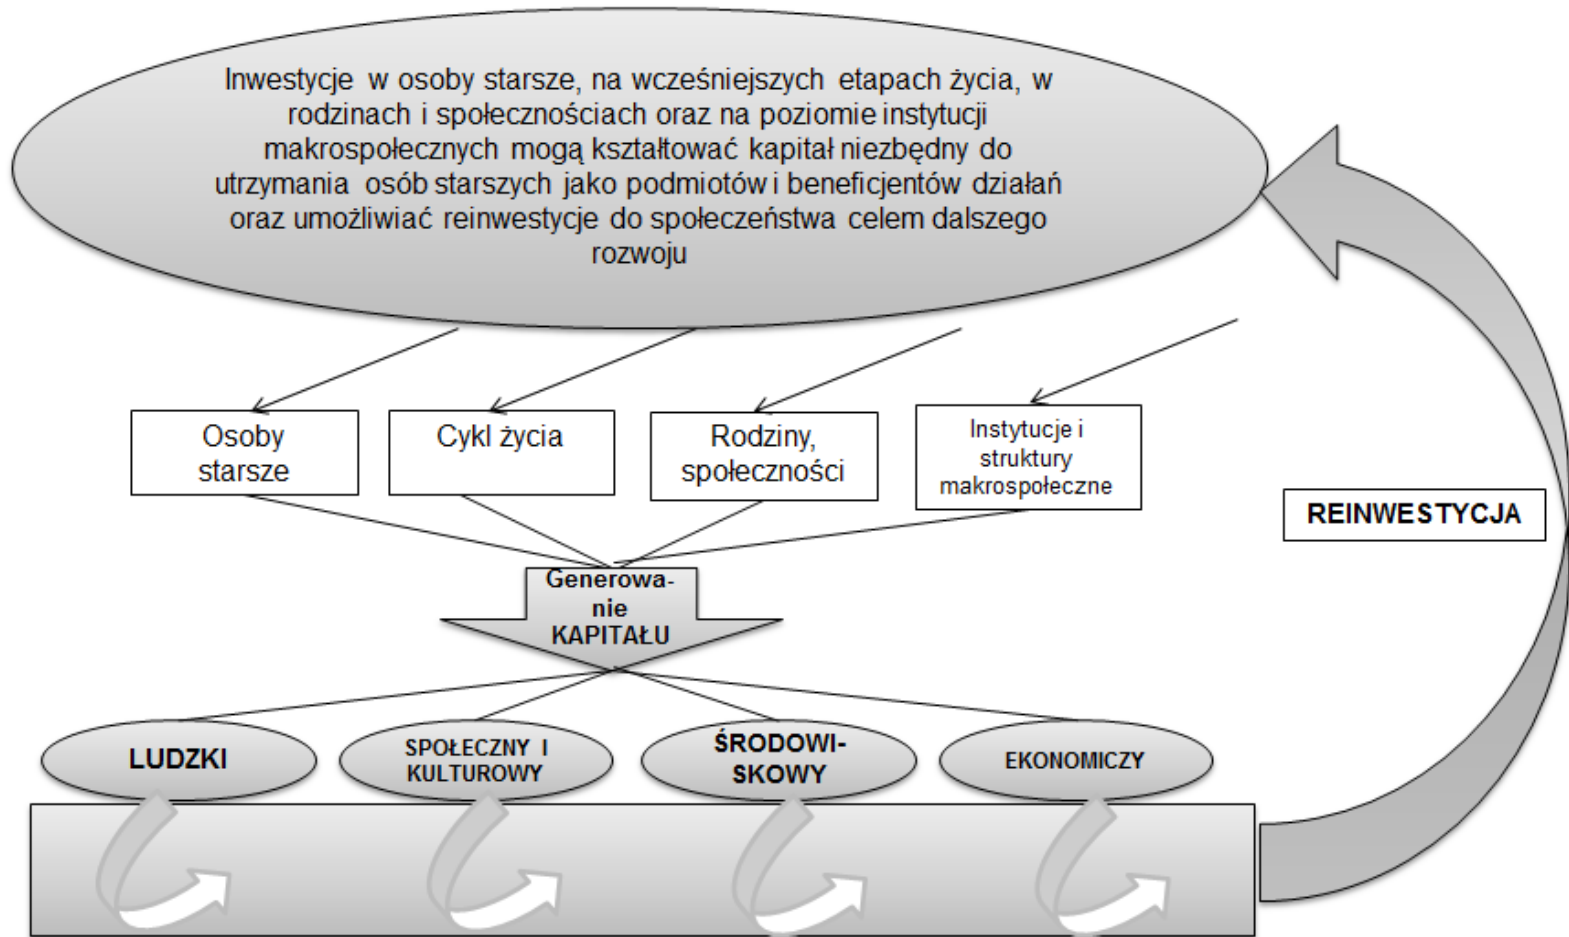 Inwestycje w osoby starsze, na wcześniejszych etapach życia, w
rodzinach i społecznościach oraz na poziomie instytucji
makrospołecznych mogą kształtować kapitał niezbędny do
utrzymania osób starszych jako podmiotów i beneficjentów działań
oraz umożliwiać reinwestycje do społeczeństwa celem dalszego
rozwoju
Osoby
starsze
Cykl życia
Rodziny,
społeczności
Instytucje i
struktury
makrospołeczne
REINWESTYCJA
Generowa-
nie
KAPITAŁU
LUDZKI
SPOŁECZNY I
KULTUROWY
ŚRODOWI-
SKOWY
EKONOMICZY